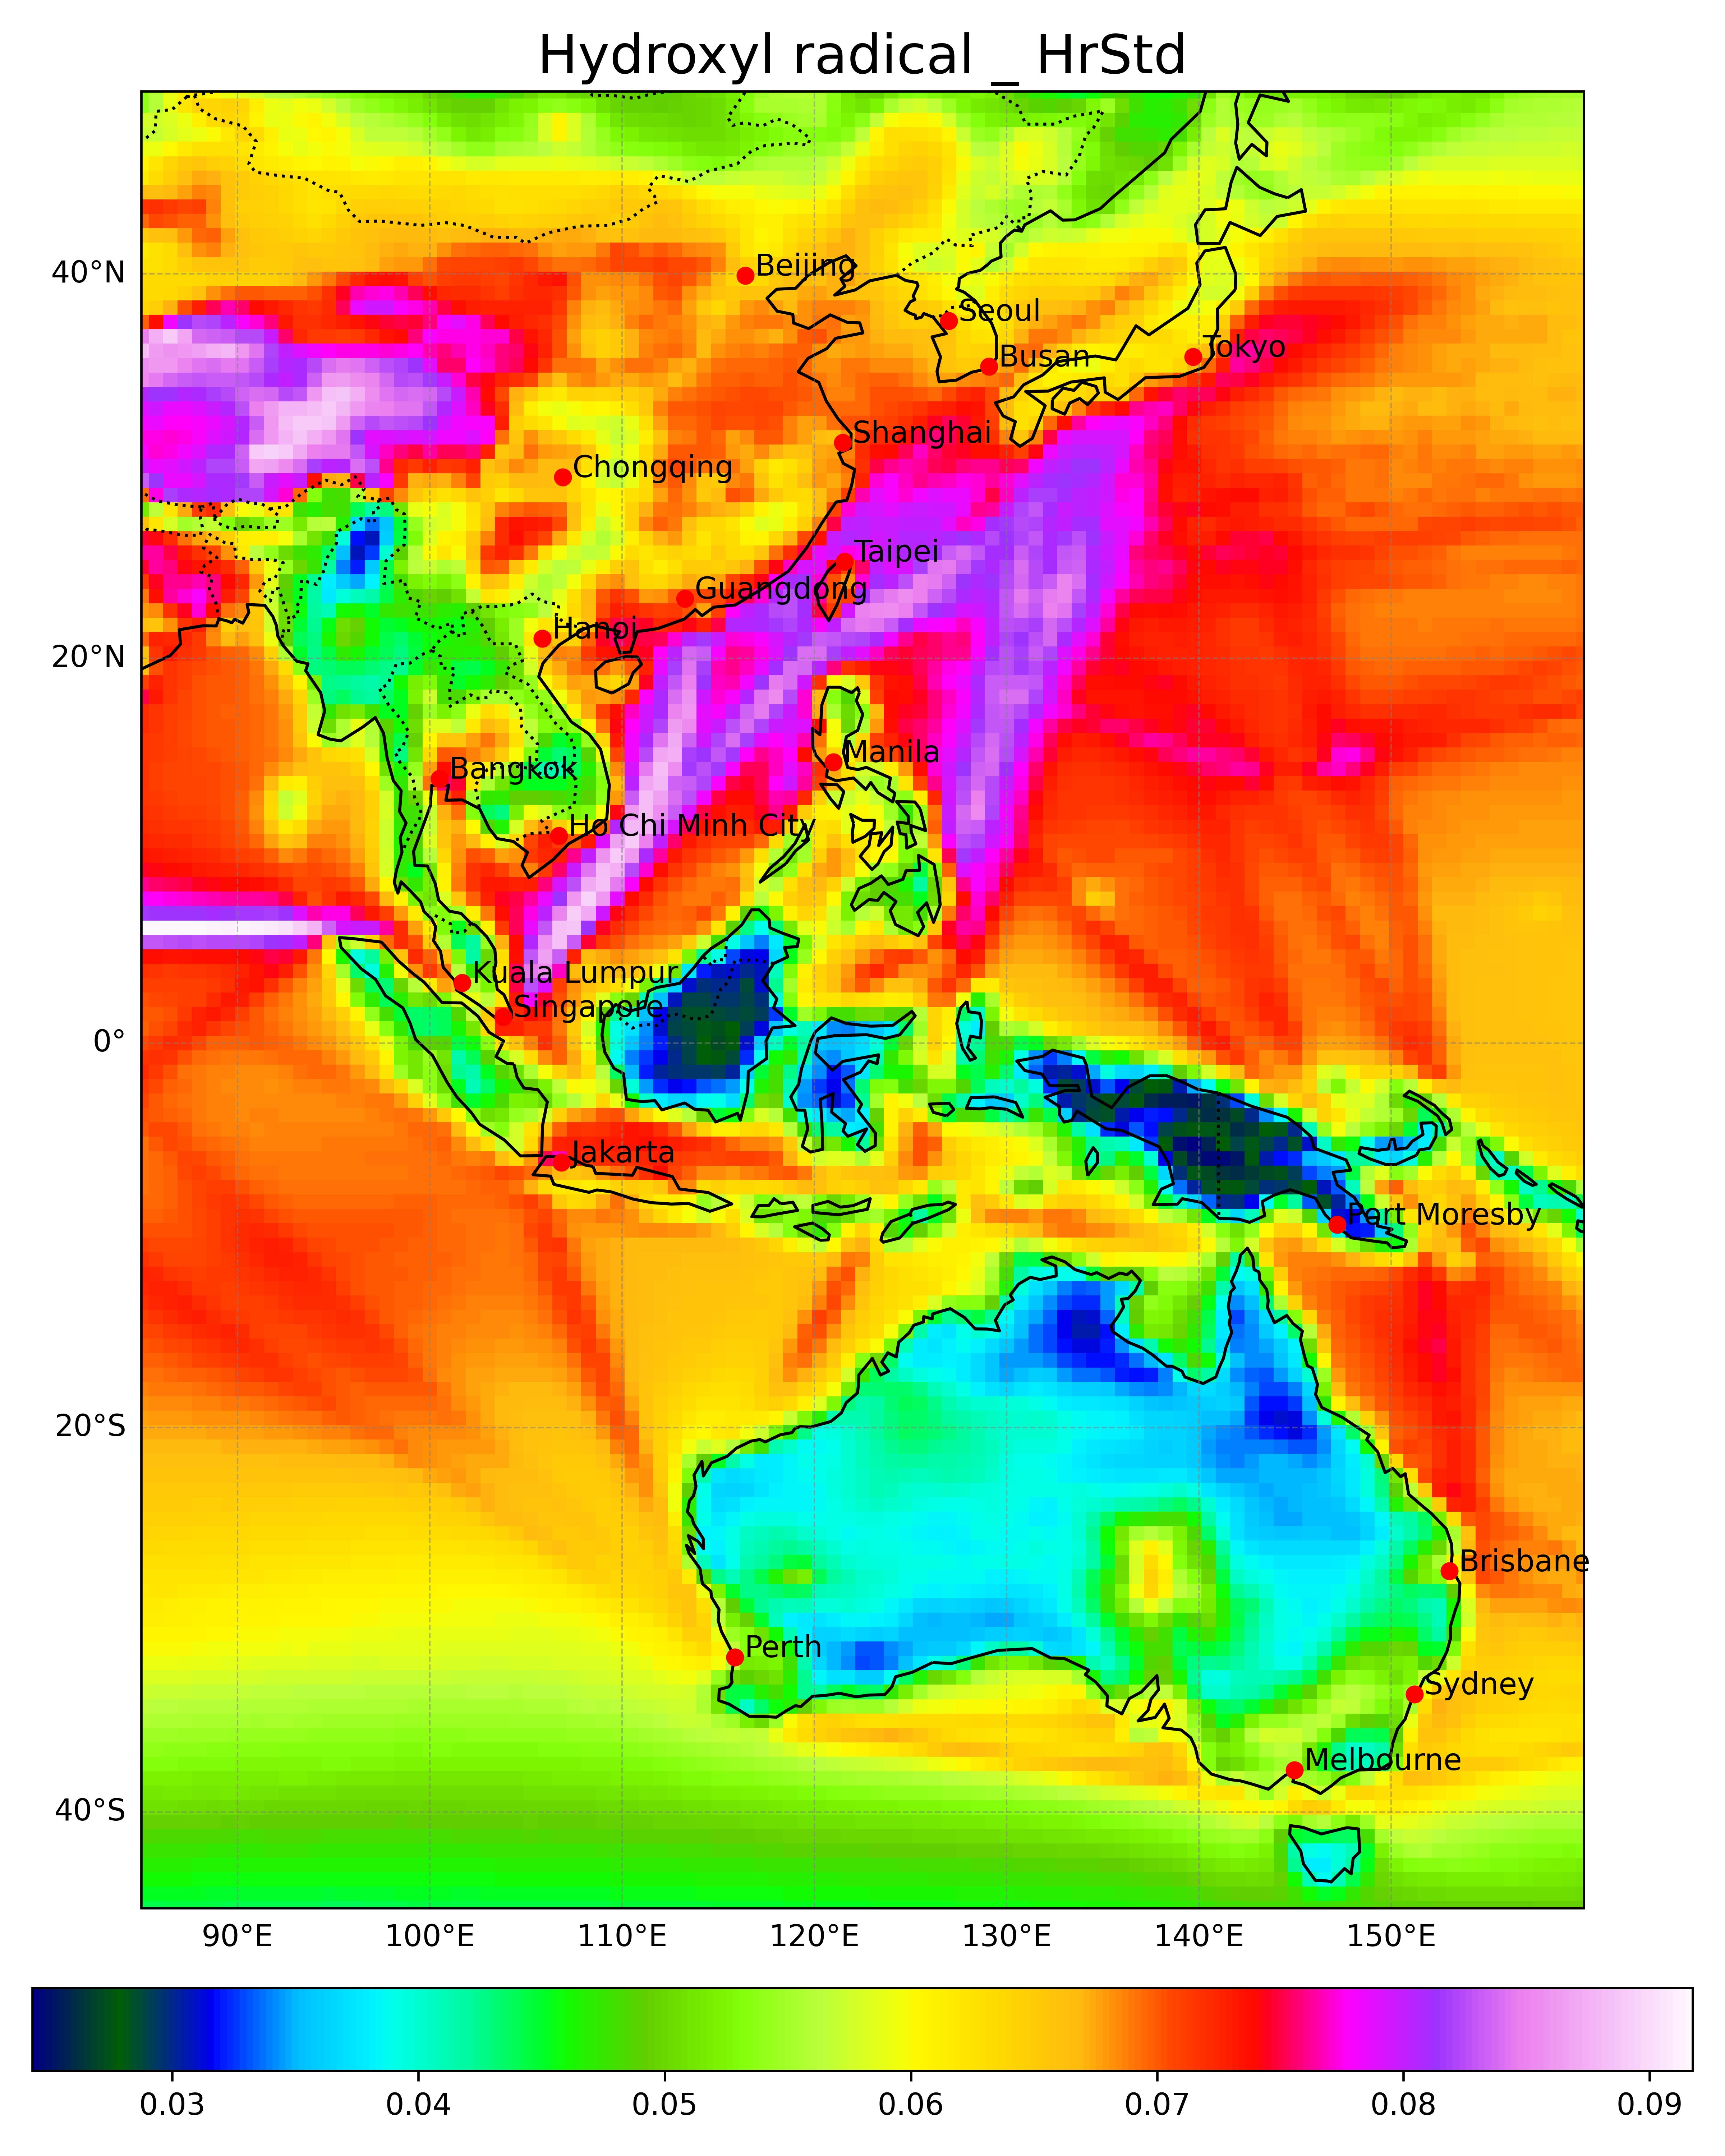 Hydroxyl radical _ HrStd
40°N
20°N
0°
20°S
40°S
Beijing
Seoul
Busan
Tokyo
Shanghai
Chongqing
Taipei
Guangdong
Hanoi
Manila
Bangkok
Ho Chi Minh City
Kuala Lumpur
Singapore
Jakarta
Port Moresby
Brisbane
Perth
Sydney
Melbourne
90°E 100°E 110°E 120°E 130°E 140°E 150°E
0.03 0.04 0.05 0.06 0.07 0.08 0.09